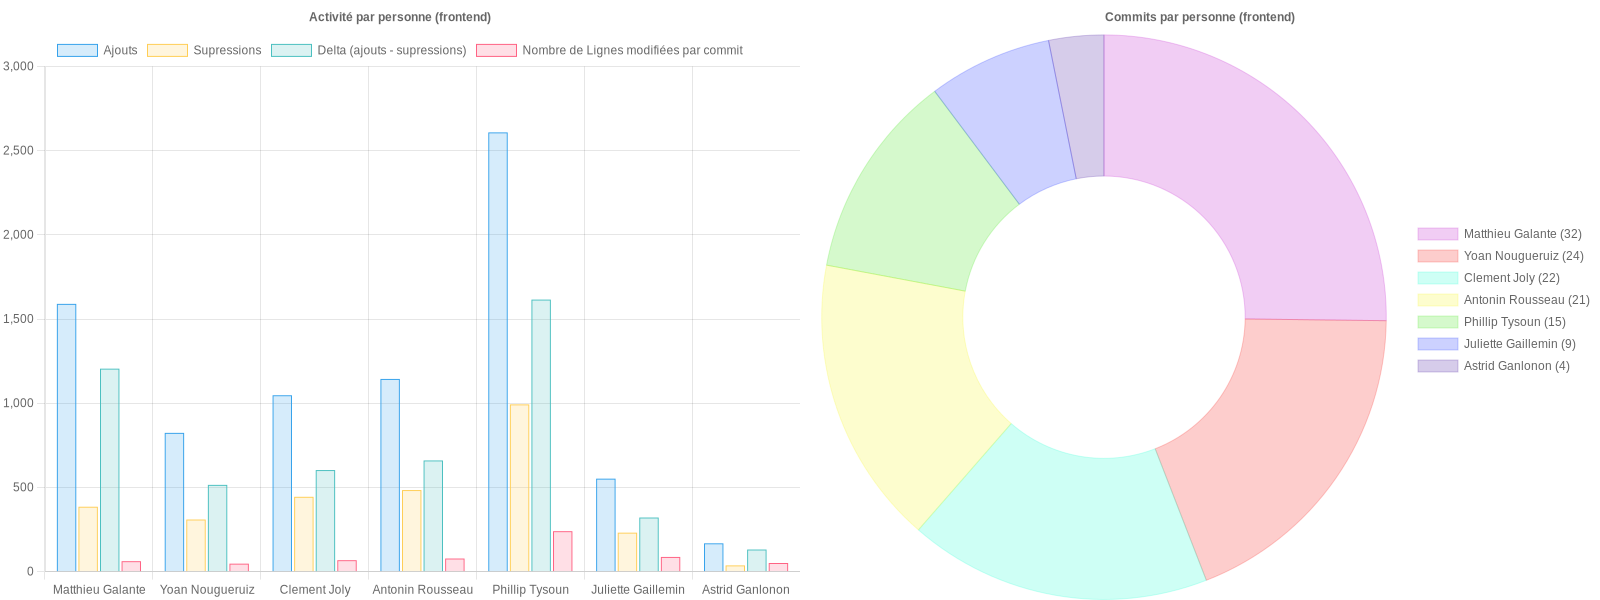 Activité par personne (frontend)
Ajouts
Supressions
Delta (ajouts - supressions)
Nombre de Lignes modifiées par commit
3,000
2,500
2,000
1,500
1,000
500
0
Matthieu Galante
Yoan Nougueruiz
Clement Joly
Antonin Rousseau
Phillip Tysoun
Juliette Gaillemin
Astrid Ganlonon
Commits par personne (frontend)
Matthieu Galante (32)
Yoan Nougueruiz (24)
Clement Joly (22)
Antonin Rousseau (21)
Phillip Tysoun (15)
Juliette Gaillemin (9)
Astrid Ganlonon (4)